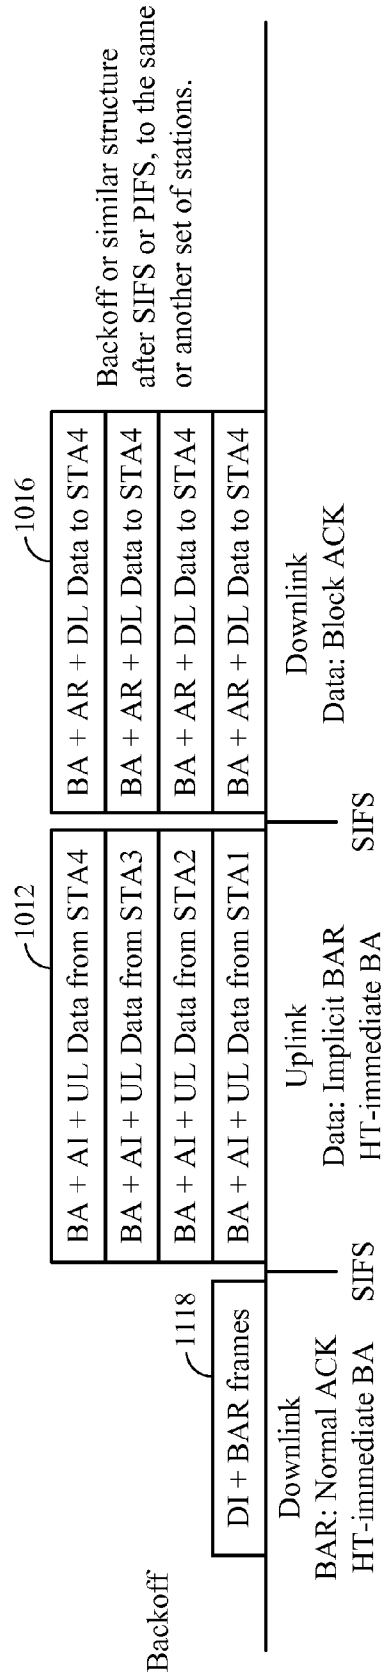 Backoff
1118
DI + BAR frames
Downlink
BAR: Normal ACK
HT-immediate BA
SIFS
1012
BA + AI + UL Data from STA4
BA + AI + UL Data from STA3
BA + AI + UL Data from STA2
BA + AI + UL Data from STA1
Uplink
Data: Implicit BAR
HT-immediate BA
SIFS
1016
BA + AR + DL Data to STA4
BA + AR + DL Data to STA4
BA + AR + DL Data to STA4
BA + AR + DL Data to STA4
Downlink
Data: Block ACK
Backoff or similar structure
after SIFS or PIFS, to the same
or another set of stations.